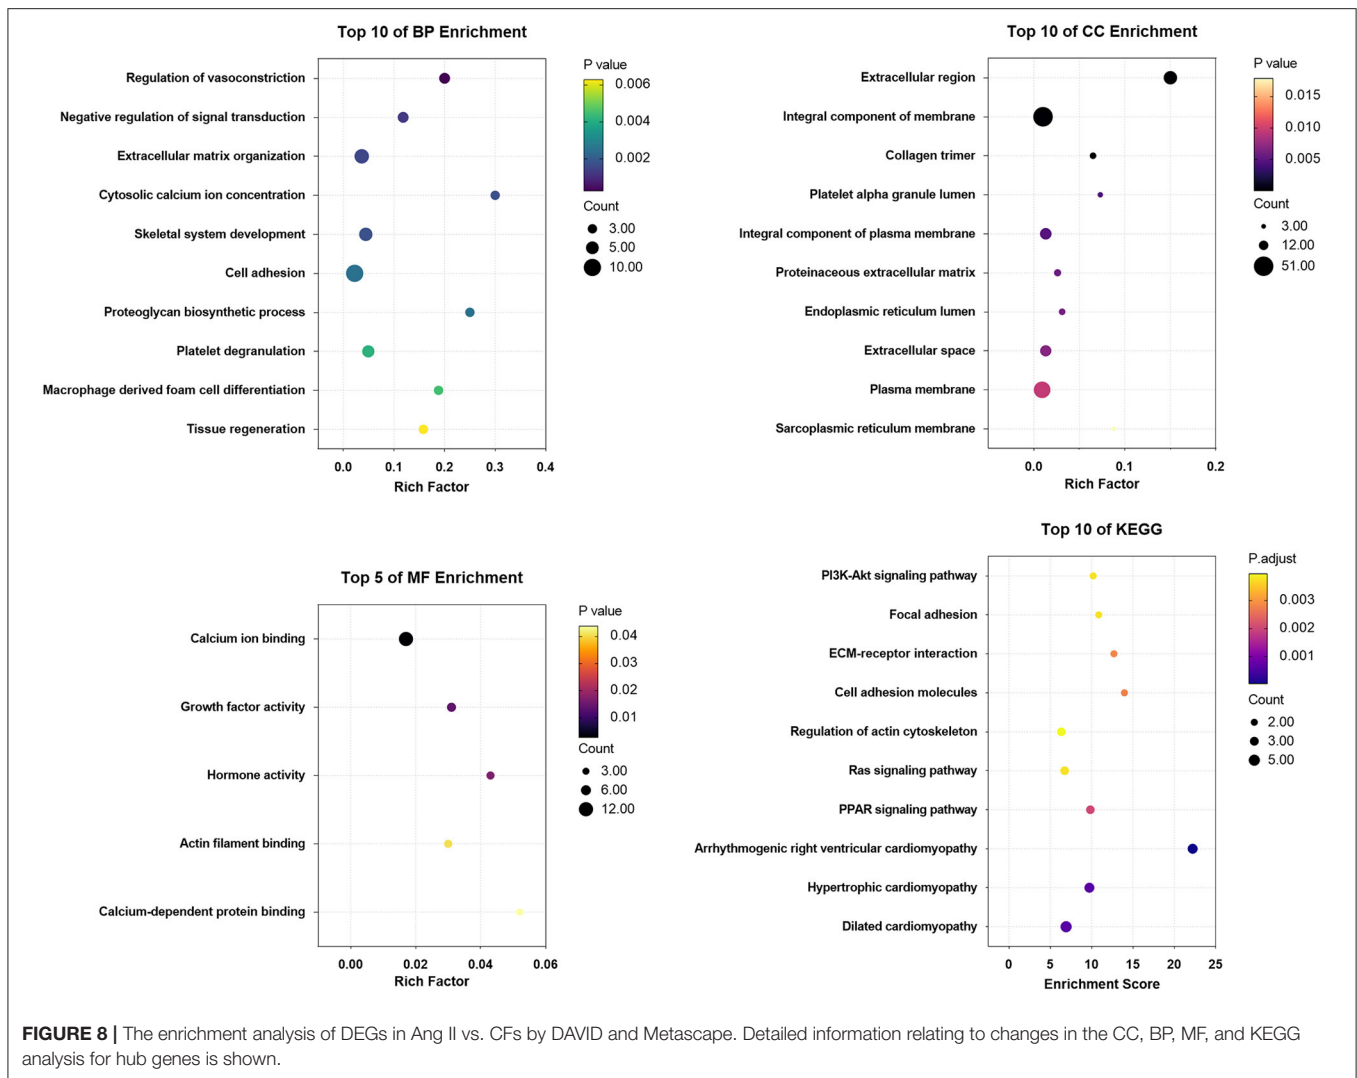 Top 10 of BP Enrichment
Regulation of vasoconstriction
Negative regulation of signal transduction
Extracellular matrix organization
Cytosolic calcium ion concentration
Skeletal system development
Cell adhesion
Proteoglycan biosynthetic process
Platelet degranulation
Macrophage derived foam cell differentiation
Tissue regeneration
0.0 0.1 0.2 0.3 0.4
Rich Factor
P value
0.006
0.004
0.002
Count
3.00
5.00
10.00
Top 10 of CC Enrichment
Extracellular region
Integral component of membrane
Collagen trimer
Platelet alpha granule lumen
Integral component of plasma membrane
Proteinaceous extracellular matrix
Endoplasmic reticulum lumen
Extracellular space
Plasma membrane
Sarcoplasmic reticulum membrane
0.0 0.1 0.2
Rich Factor
P value
0.015
0.010
0.005
Count
3.00
12.00
51.00
Top 5 of MF Enrichment
Calcium ion binding
Growth factor activity
Hormone activity
Actin filament binding
Calcium-dependent protein binding
0.00 0.02 0.04 0.06
Rich Factor
P value
0.04
0.03
0.02
0.01
Count
3.00
6.00
12.00
Top 10 of KEGG
PI3K-Akt signaling pathway
Focal adhesion
ECM-receptor interaction
Cell adhesion molecules
Regulation of actin cytoskeleton
Ras signaling pathway
PPAR signaling pathway
Arrhythmogenic right ventricular cardiomyopathy
Hypertrophic cardiomyopathy
Dilated cardiomyopathy
0 5 10 15 20 25
Enrichment Score
P.adjust
0.003
0.002
0.001
Count
2.00
3.00
5.00
FIGURE 8 | The enrichment analysis of DEGs in Ang II vs. CFs by DAVID and Metascape. Detailed information relating to changes in the CC, BP, MF, and KEGG
analysis for hub genes is shown.